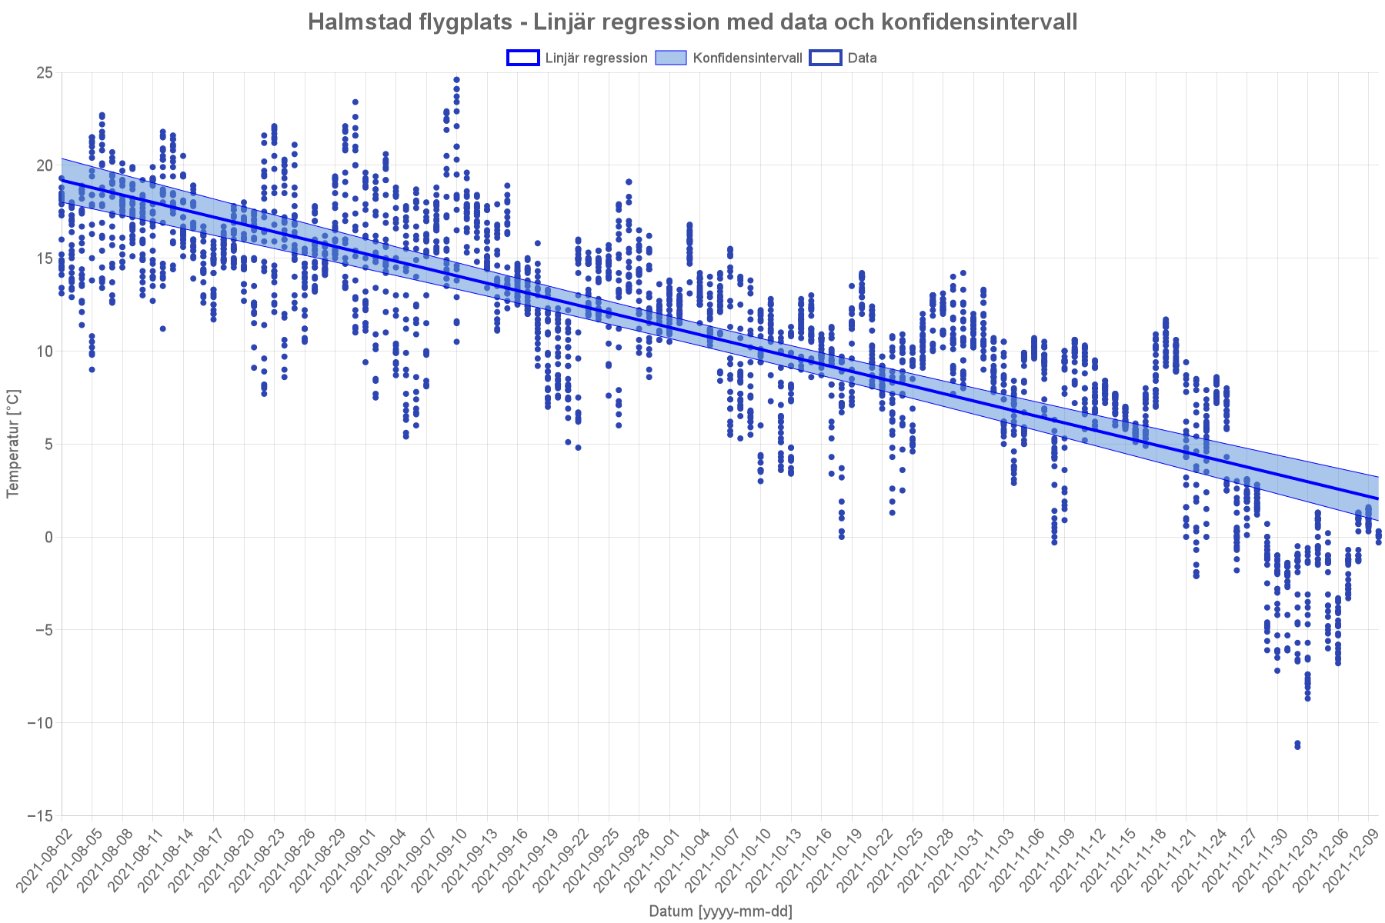 Halmstad flygplats - Linjär regression med data och konfidensintervall
Linjär regression Konfidensintervall Data
25
20
15
10
5
0
−5
−10
−15
Temperatur [°C]
2021-08-02 2021-08-05 2021-08-08 2021-08-11 2021-08-14 2021-08-17 2021-08-20 2021-08-23 2021-08-26 2021-08-29 2021-09-01 2021-09-04 2021-09-07 2021-09-10 2021-09-13 2021-09-16 2021-09-19 2021-09-22 2021-09-25 2021-09-28 2021-10-01 2021-10-04 2021-10-07 2021-10-10 2021-10-13 2021-10-16 2021-10-19 2021-10-22 2021-10-25 2021-10-28 2021-10-31 2021-11-03 2021-11-06 2021-11-09 2021-11-12 2021-11-15 2021-11-18 2021-11-21 2021-11-24 2021-11-27 2021-11-30 2021-12-03 2021-12-06 2021-12-09
Datum [yyyy-mm-dd]